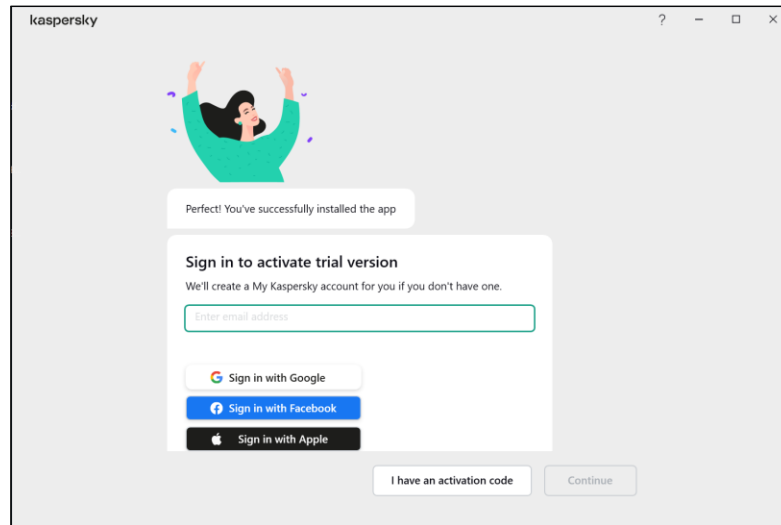 kaspersky
?
Perfect! You've successfully installed the app
Sign in to activate trial version
We'll create a My Kaspersky account for you if you don't have one.
Enter email address
Sign in with Google
Sign in with Facebook
Sign in with Apple
I have an activation code
Continue